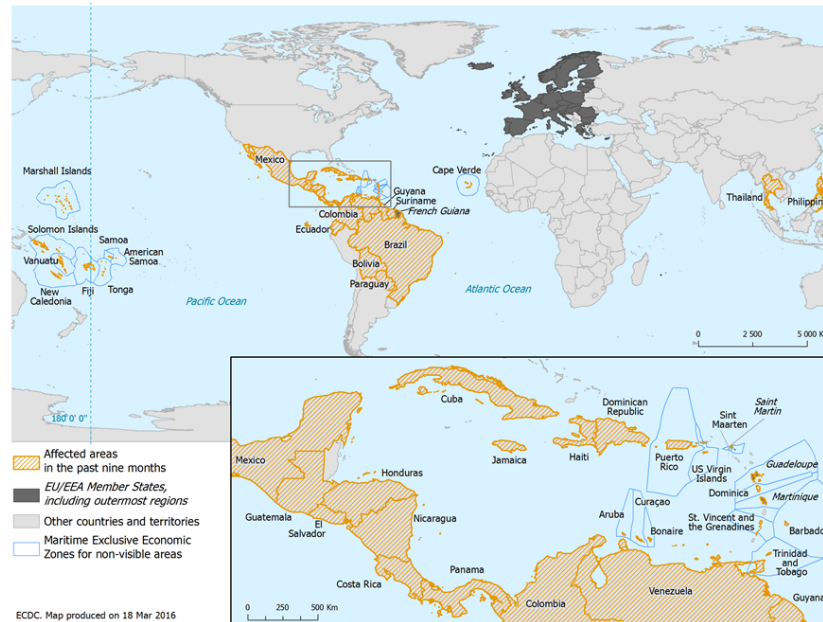 Mexico
Marshall Islands
Cape Verde
Guyana
Suriname
French Guiana
Thailand
Philippin
Colombia
Solomon Islands
Ecuador
Samoa
Brazil
American
Samoa
Vanuatu
Bolivia
Paraguay
New
Caledonia
Fiji
Tonga
Pacific Ocean
Atlantic Ocean
0
2 500
5 000 K
180°0' 0"
Affected areas
in the past nine months
EU/EEA Member States,
including outermost regions
Other countries and territories
Maritime Exclusive Economic
Zones for non-visible areas
ECDC. Map produced on 18 Mar 2016
Cuba
Dominican
Republic
Saint
Martin
Sint
Maarten
Mexico
Jamaica
Haiti
Puerto
Rico
US Virgin
Islands
Guadeloupe
Honduras
Dominica
Martinique
Curaçao
Aruba
Bonaire
St. Vincent and
the Grenadines
Barbado
Guatemala
El
Salvador
Nicaragua
Trinidad
and
Tobago
Costa Rica
Panama
Colombia
Venezuela
Guyana
0
250
500 Km